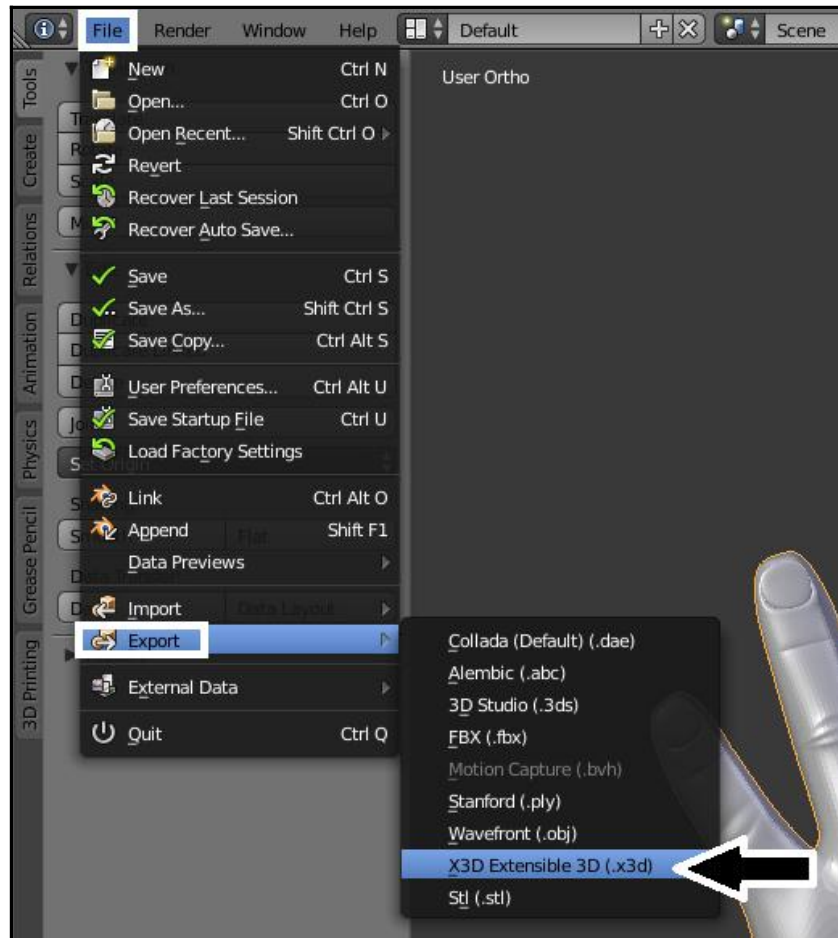 File Render Window Help Default Scene
Tools
Create
Relations
Animation
Physics
Grease Pencil
3D Printing
New Ctrl N
Open... Ctrl O
Open Recent... Shift Ctrl O
Revert
Recover Last Session
Recover Auto Save...
Save Ctrl S
Save As... Shift Ctrl S
Save Copy... Ctrl Alt S
User Preferences... Ctrl Alt U
Save Startup File Ctrl U
Load Factory Settings
Link Ctrl Alt O
Append Shift F1
Data Previews
Import
Export
External Data
Quit Ctrl Q
User Ortho
Collada (Default) (.dae)
Alembic (.abc)
3D Studio (.3ds)
FBX (.fbx)
Motion Capture (.bvh)
Stanford (.ply)
Wavefront (.obj)
X3D Extensible 3D (.x3d)
Stl (.stl)